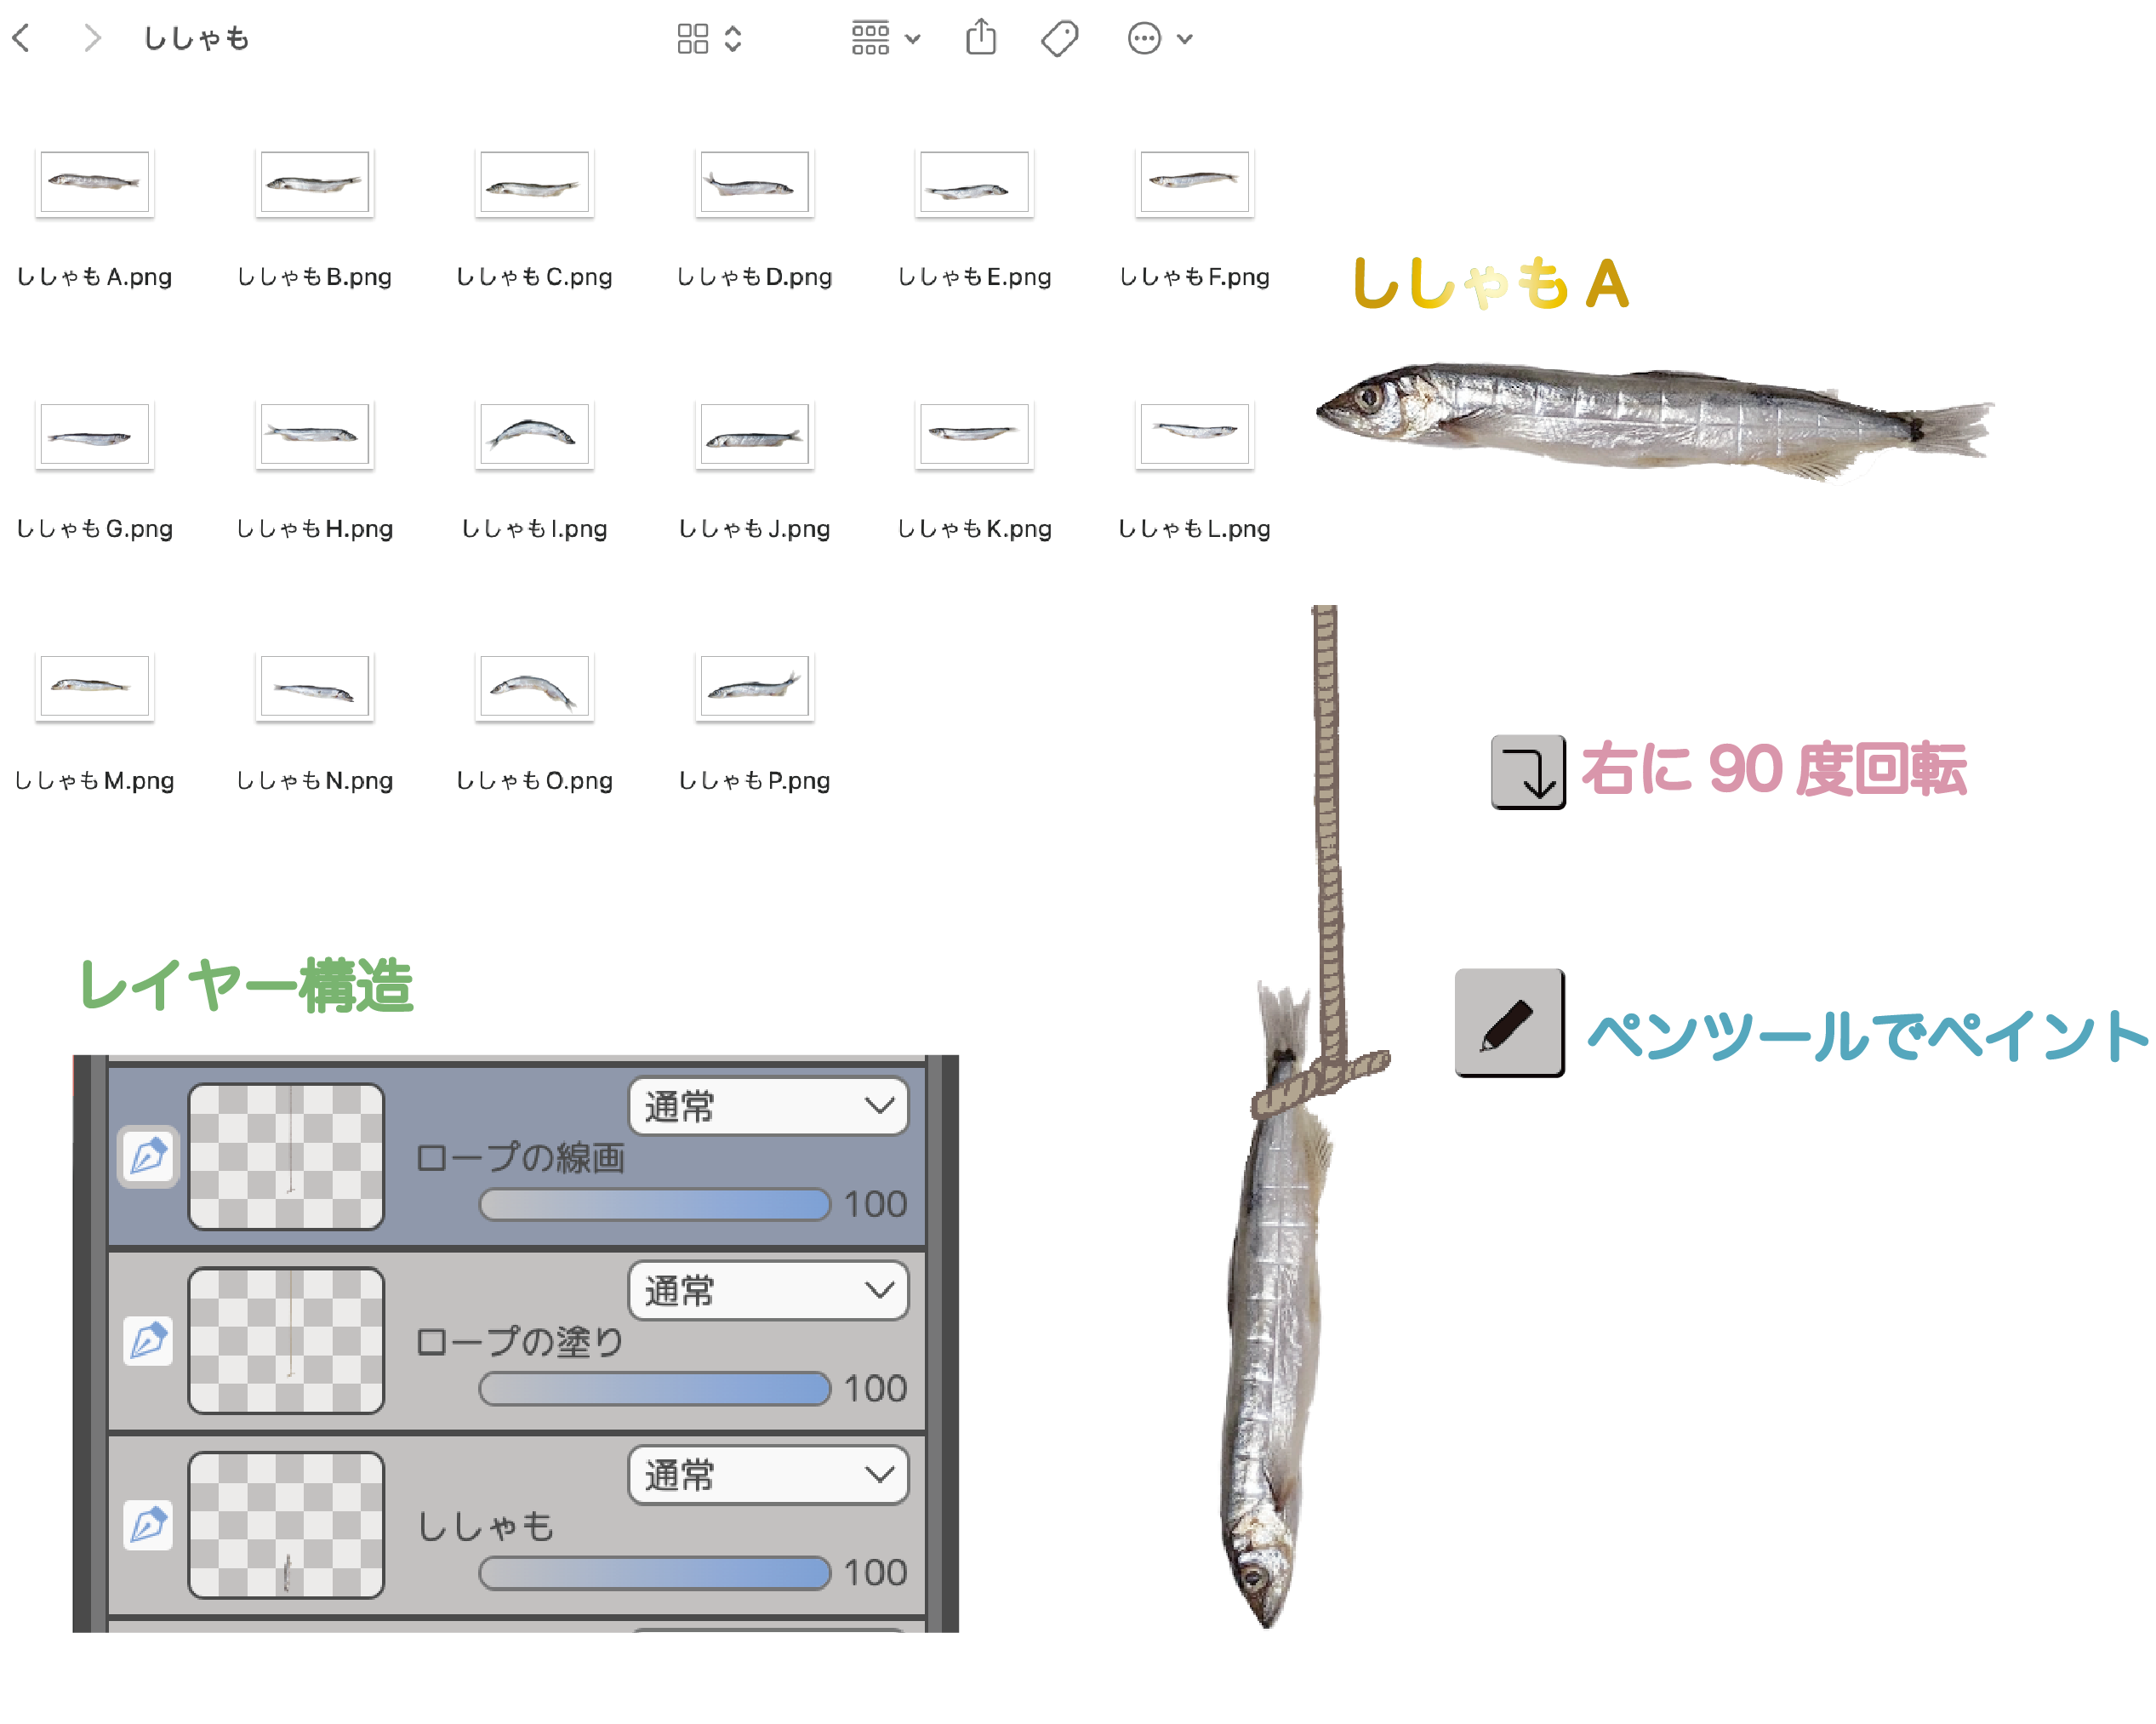 ししゃも
ししゃもA.png
ししゃもB.png
ししゃもC.png
ししゃもD.png
ししゃもE.png
ししゃもF.png
ししゃもG.png
ししゃもH.png
ししゃもI.png
ししゃもJ.png
ししゃもK.png
ししゃもL.png
ししゃもM.png
ししゃもN.png
ししゃもO.png
ししゃもP.png
ししゃも A
右に 90 度回転
ペンツールでペイント
レイヤー構造
通常
ロープの線画
100
通常
ロープの塗り
100
通常
ししゃも
100